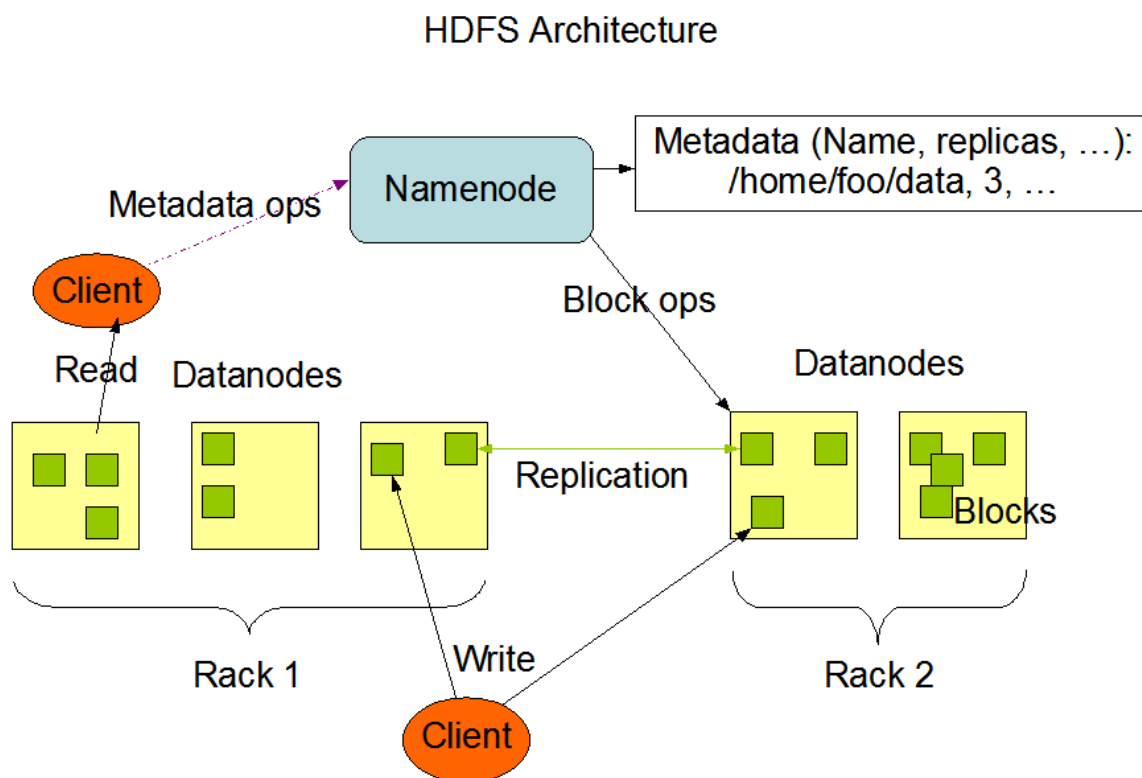 HDFS Architecture
Metadata (Name, replicas, …):
/home/foo/data, 3, …
Namenode
Metadata ops
Client
Block ops
Read
Datanodes
Datanodes
Replication
Blocks
Rack 1
Write
Rack 2
Client